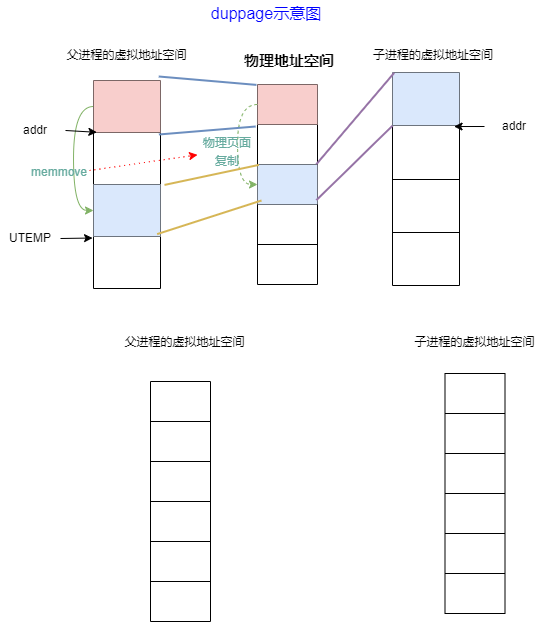 duppage示意图
父进程的虚拟地址空间
物理地址空间
子进程的虚拟地址空间
addr
addr
物理页面
复制
memmove
UTEMP
父进程的虚拟地址空间
子进程的虚拟地址空间